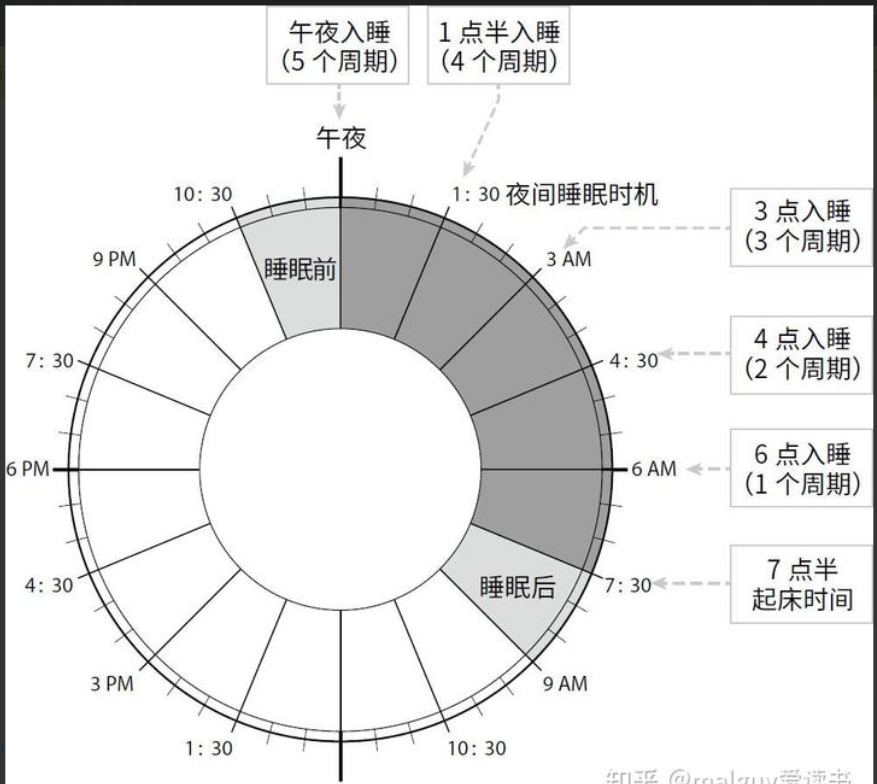 午夜入睡
（5 个周期）
1 点半入睡
（4 个周期）
午夜
10: 30
1: 30 夜间睡眠时机
3 点入睡
（3 个周期）
睡眠前
9 PM
3 AM
4 点入睡
（2 个周期）
7: 30
4: 30
6 点入睡
（1 个周期）
6 PM
6 AM
7 点半
起床时间
睡眠后
4: 30
7: 30
3 PM
9 AM
1: 30
10: 30
知乎 @malguy爱读书